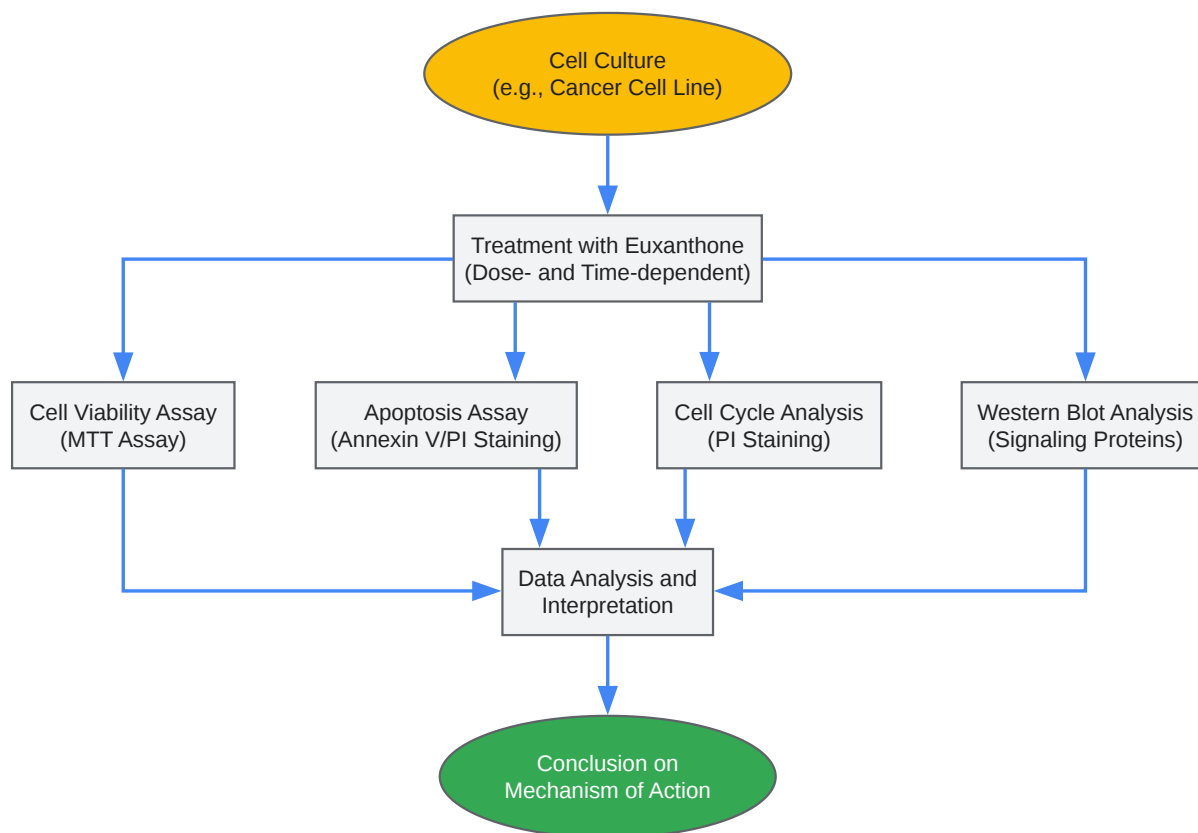 Cell Culture
(e.g., Cancer Cell Line)
Treatment with Euxanthone
(Dose- and Time-dependent)
Cell Viability Assay
(MTT Assay)
Apoptosis Assay
(Annexin V/PI Staining)
Cell Cycle Analysis
(PI Staining)
Western Blot Analysis
(Signaling Proteins)
Data Analysis and
Interpretation
Conclusion on
Mechanism of Action